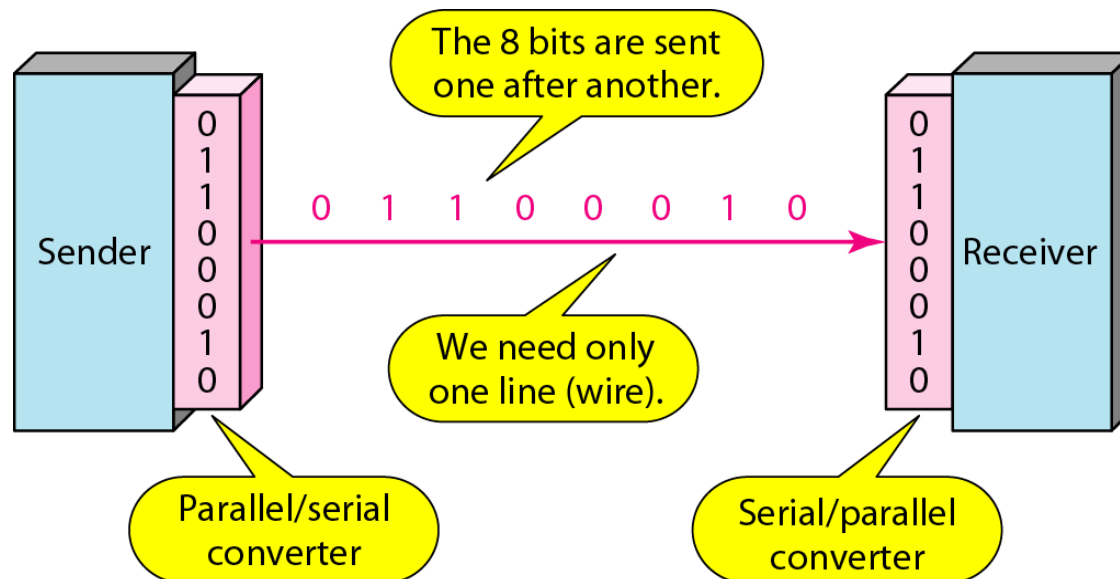 The 8 bits are sent
one after another.
0
1
1
0
0
0
1
0
0 1 1 0 0 0 1 0
0
1
1
0
0
0
1
0
Sender
Receiver
We need only
one line (wire).
Parallel/serial
converter
Serial/parallel
converter